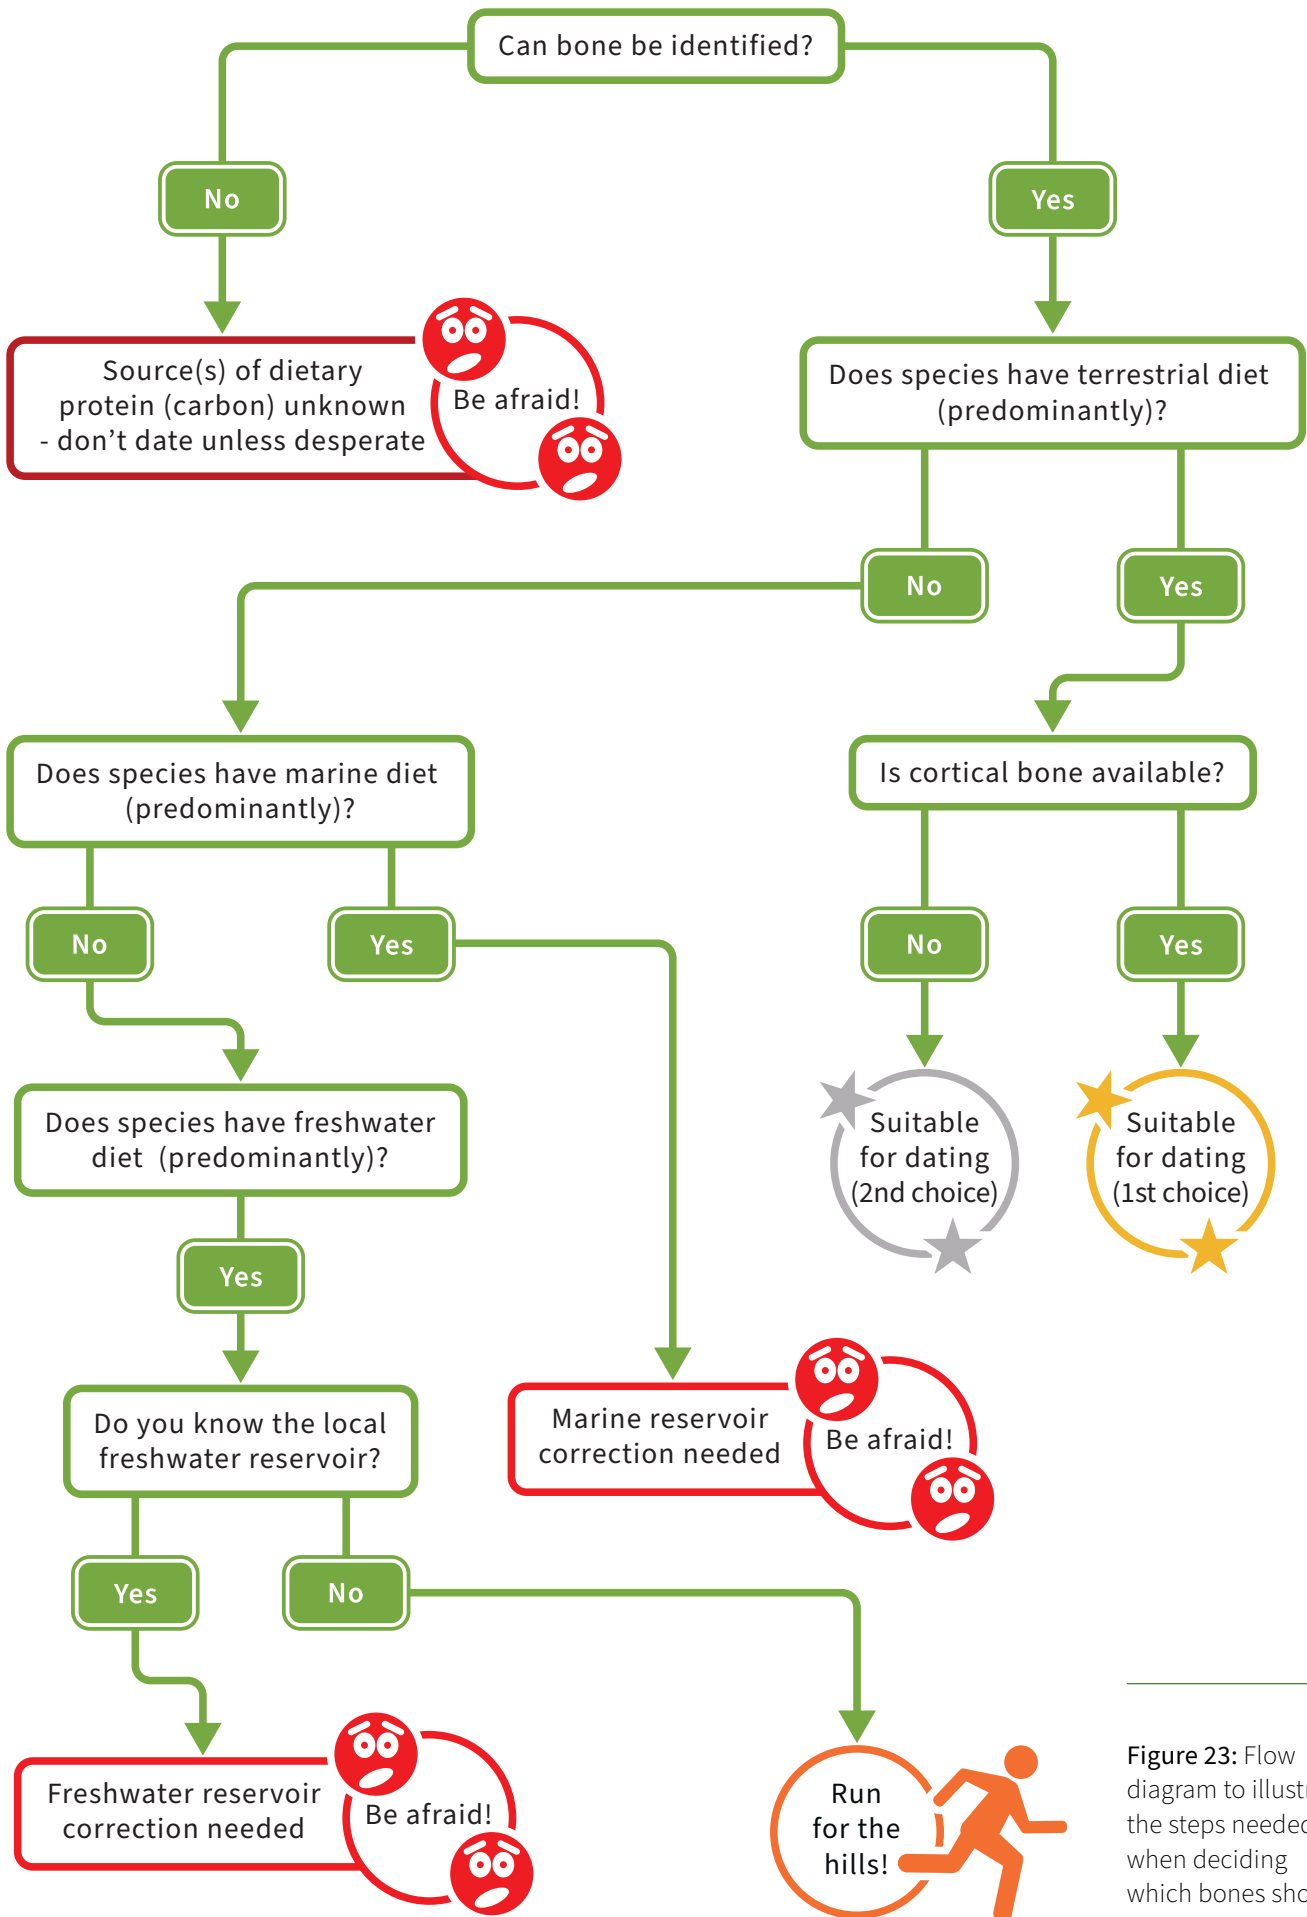 Can bone be identified?
No
Yes
Source(s) of dietary
protein (carbon) unknown
- don't date unless desperate
Be afraid!
Does species have terrestrial diet
(predominantly)?
No
Yes
Does species have marine diet
(predominantly)?
Is cortical bone available?
No
Yes
No
Yes
Does species have freshwater
diet (predominantly)?
Suitable
for dating
(2nd choice)
Suitable
for dating
(1st choice)
Yes
Do you know the local
freshwater reservoir?
Marine reservoir
correction needed
Be afraid!
Yes
No
Freshwater reservoir
correction needed
Be afraid!
Run
for the
hills!
Figure 23: Flow
diagram to
the steps
when deciding
which bones